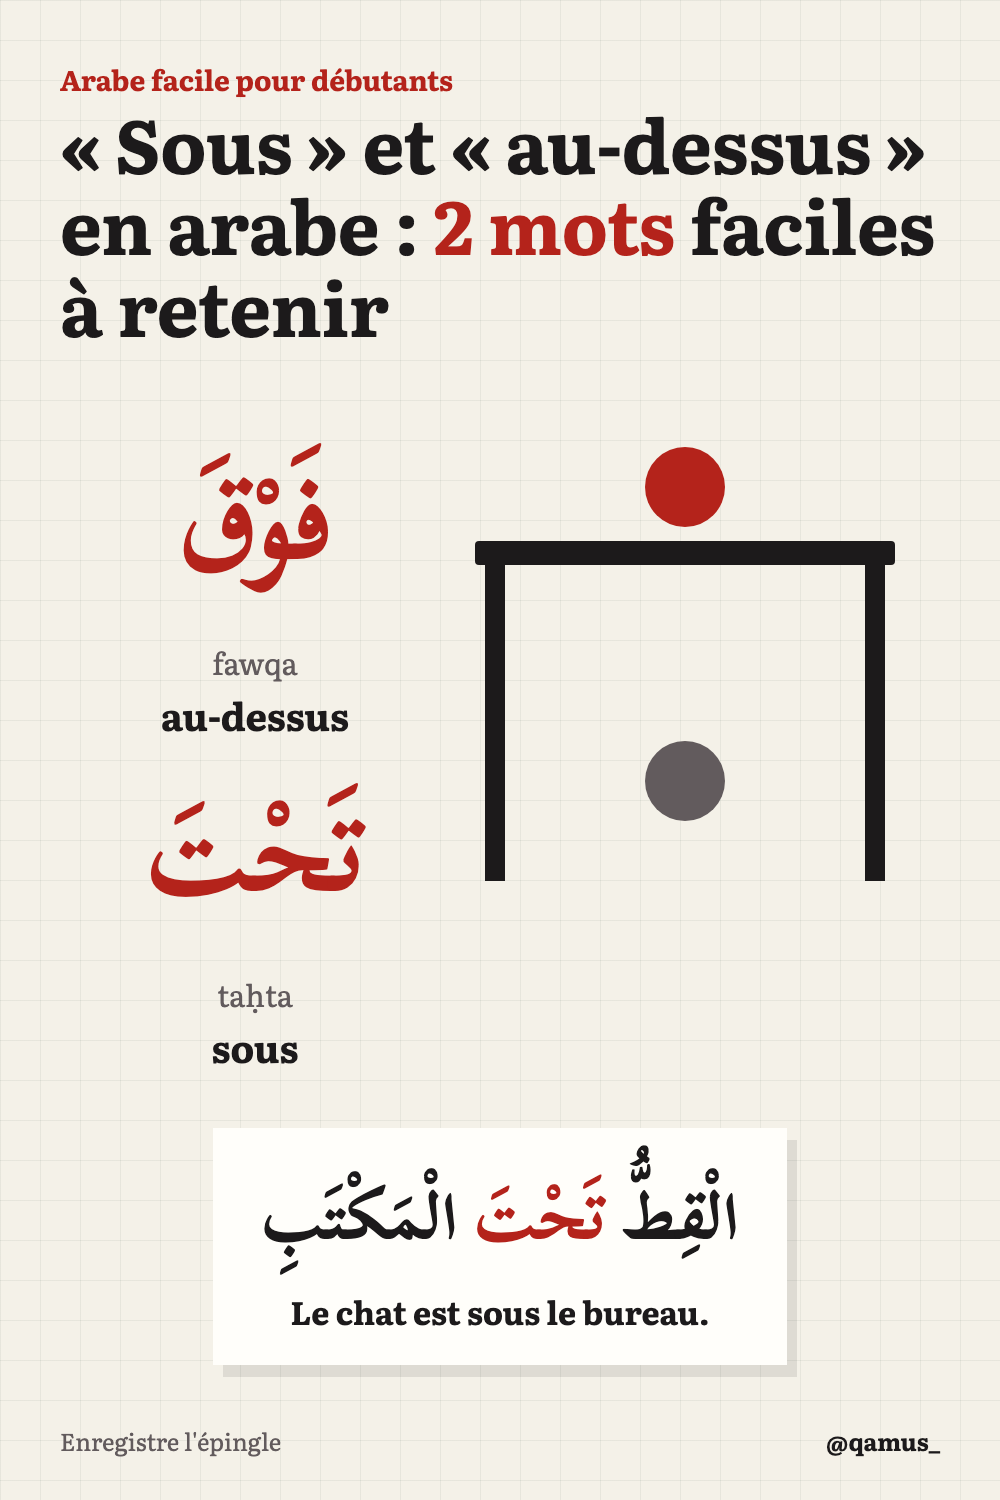 Arabe facile pour débutants
« Sous » et « au-dessus »
en arabe : 2 mots faciles
à retenir
فَوْقَ
fawqa
au-dessus
تَحْتَ
taḥta
sous
الْقِطُّ تَحْتَ الْمَكْتَبِ
Le chat est sous le bureau.
Enregistre l'épingle
@qamus_